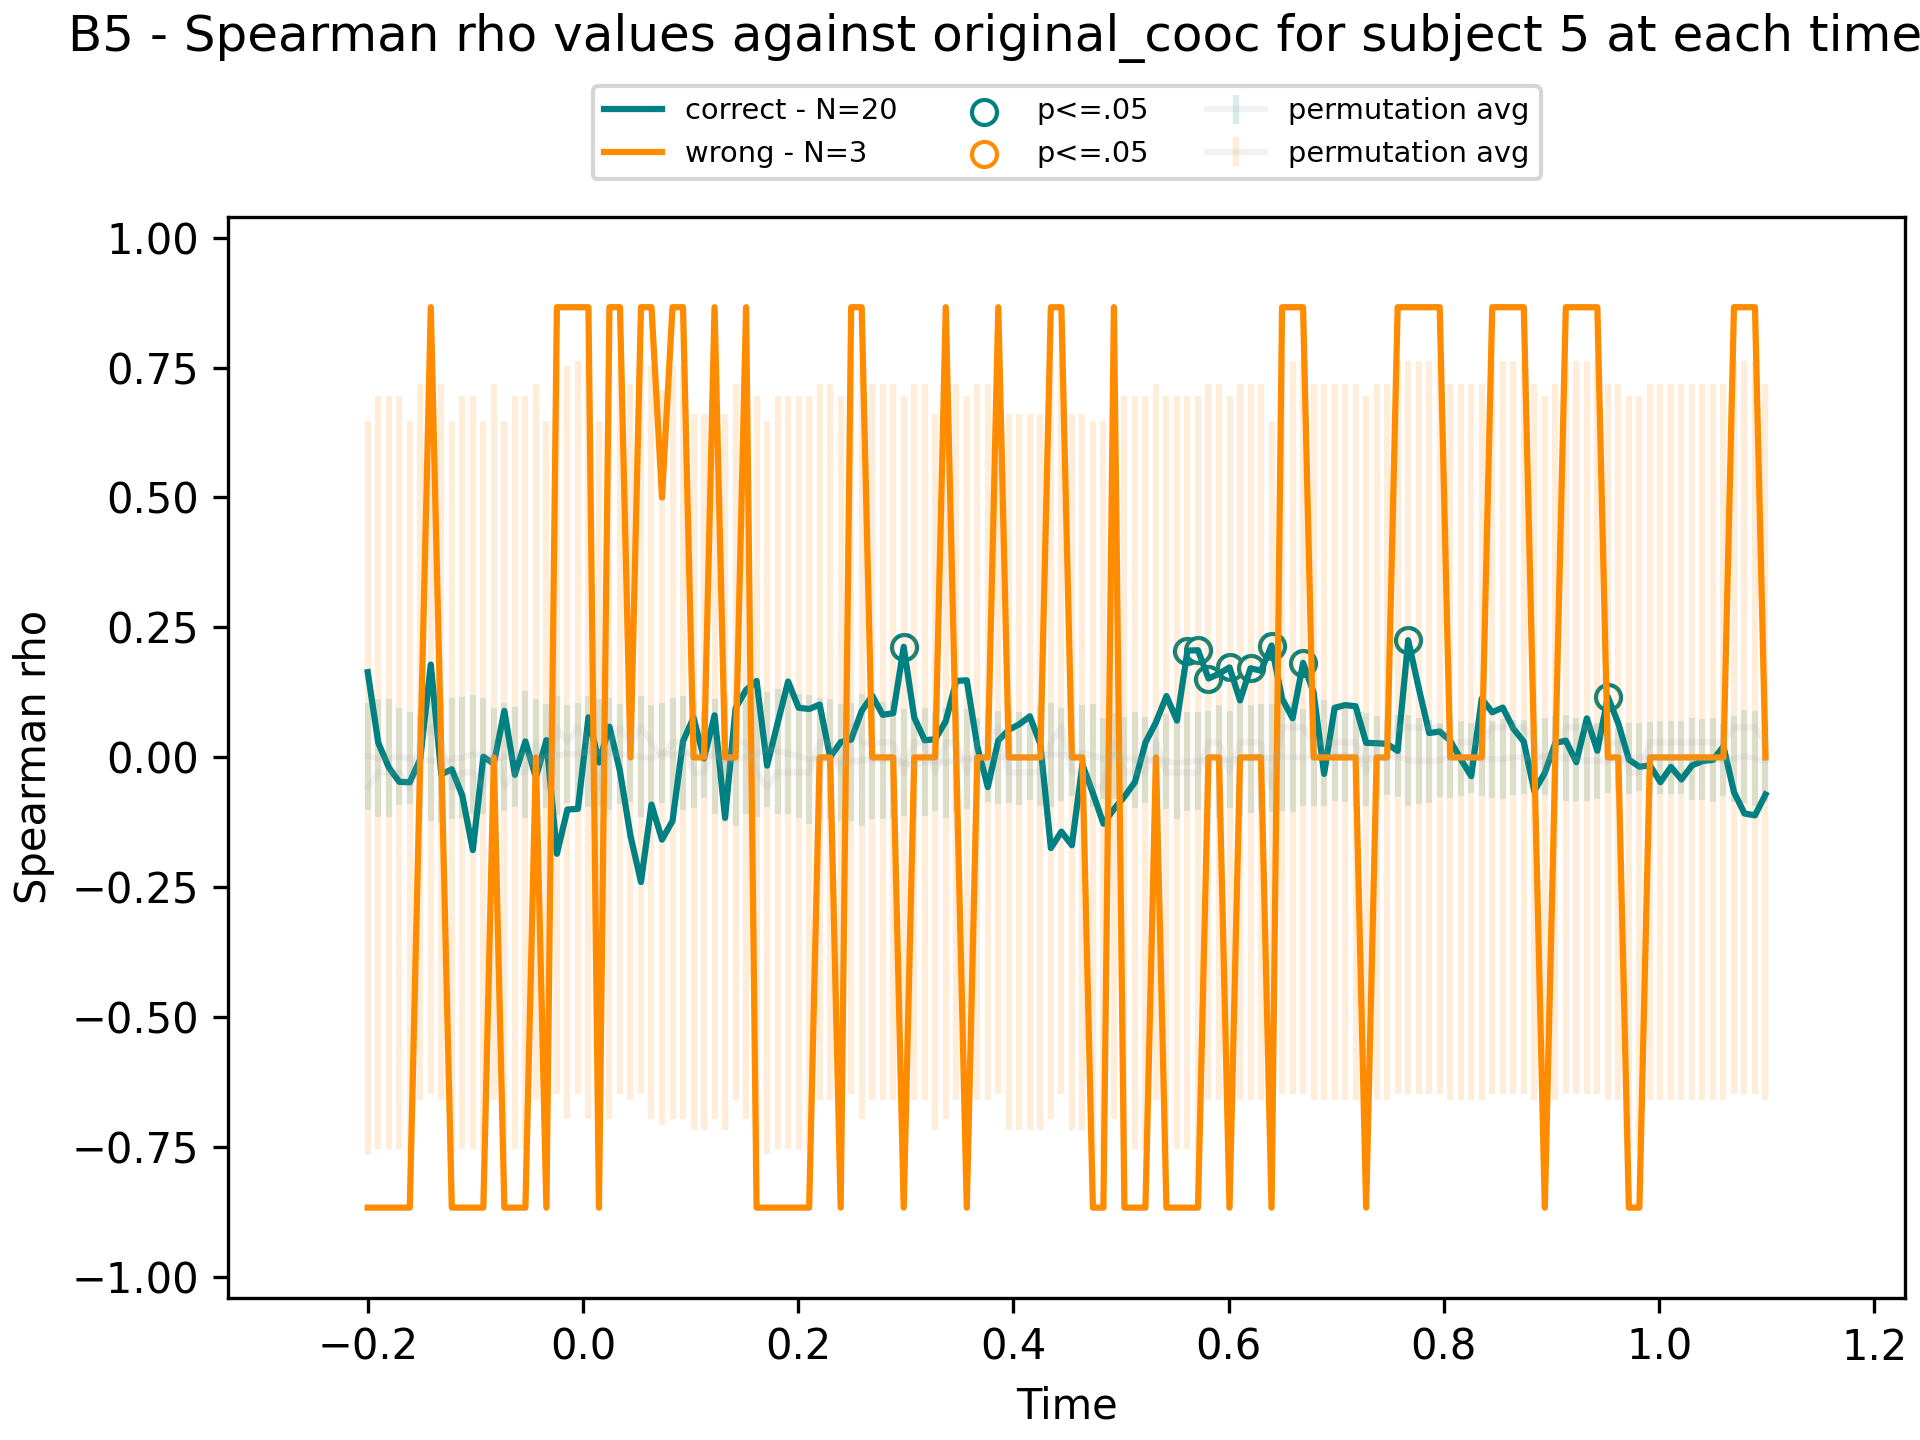 B5 - Spearman rho values against original_cooc for subject 5 at each time
correct - N=20 p<=.05 permutation avg
wrong - N=3 p<=.05 permutation avg
1.00
0.75
0.50
0.25
0.00
−0.25
−0.50
−0.75
−1.00
Spearman rho
−0.2 0.0 0.2 0.4 0.6 0.8 1.0 1.2
Time